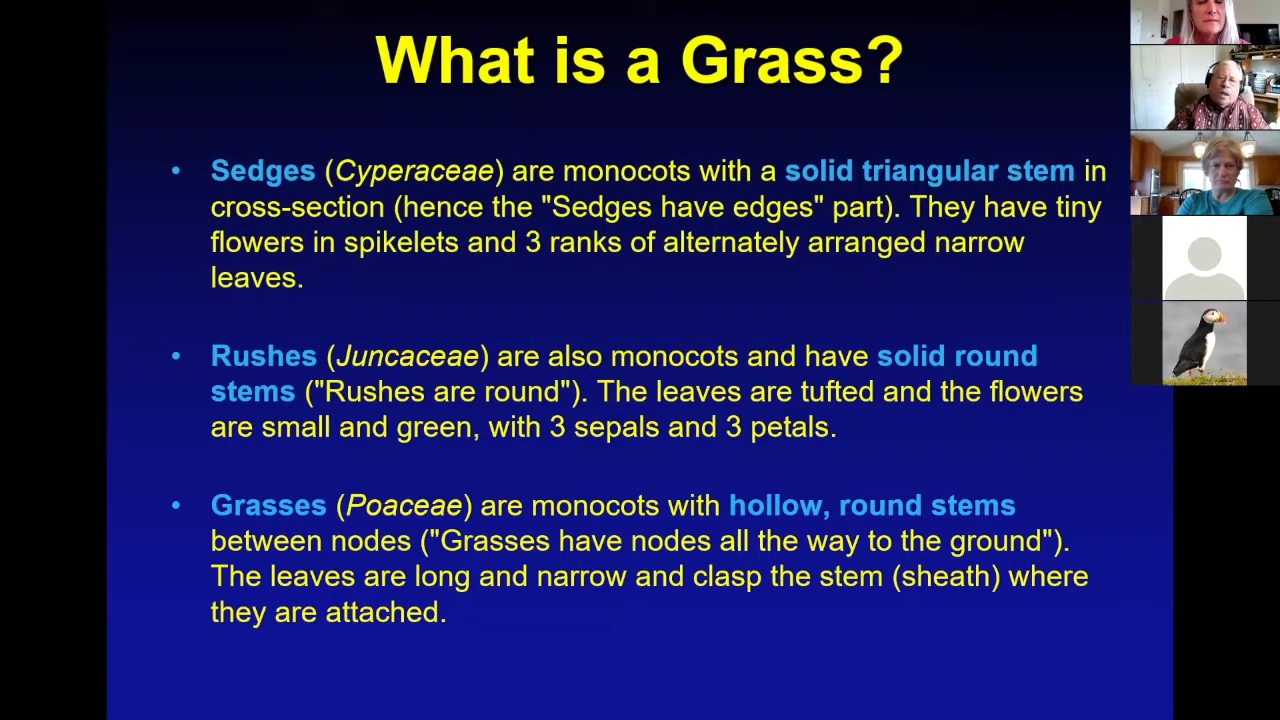 What is a Grass?
• Sedges (Cyperaceae) are monocots with a solid triangular stem in
cross-section (hence the "Sedges have edges" part). They have tiny
flowers in spikelets and 3 ranks of alternately arranged narrow
leaves.
• Rushes (Juncaceae) are also monocots and have solid round
stems ("Rushes are round"). The leaves are tufted and the flowers
are small and green, with 3 sepals and 3 petals.
• Grasses (Poaceae) are monocots with hollow, round stems
between nodes ("Grasses have nodes all the way to the ground").
The leaves are long and narrow and clasp the stem (sheath) where
they are attached.